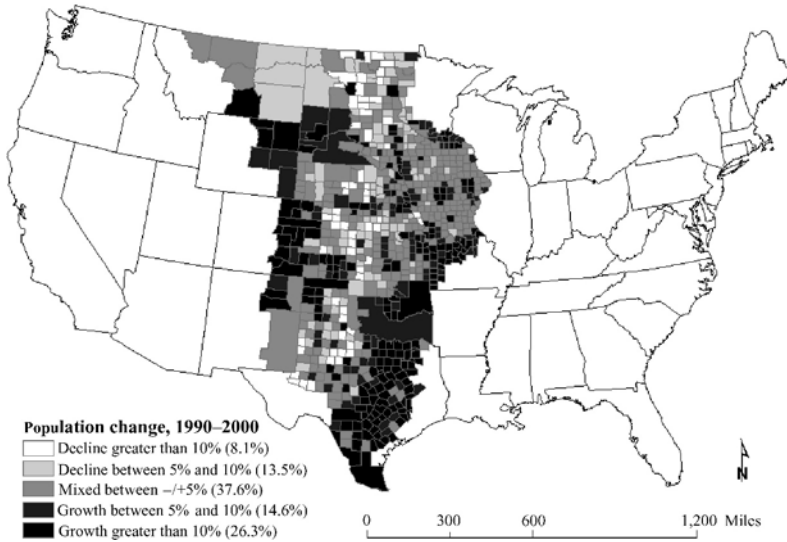 Population change, 1990–2000
Decline greater than 10% (8.1%)
Decline between 5% and 10% (13.5%)
Mixed between –/+5% (37.6%)
Growth between 5% and 10% (14.6%)
Growth greater than 10% (26.3%)
N
0 300 600 1,200 Miles